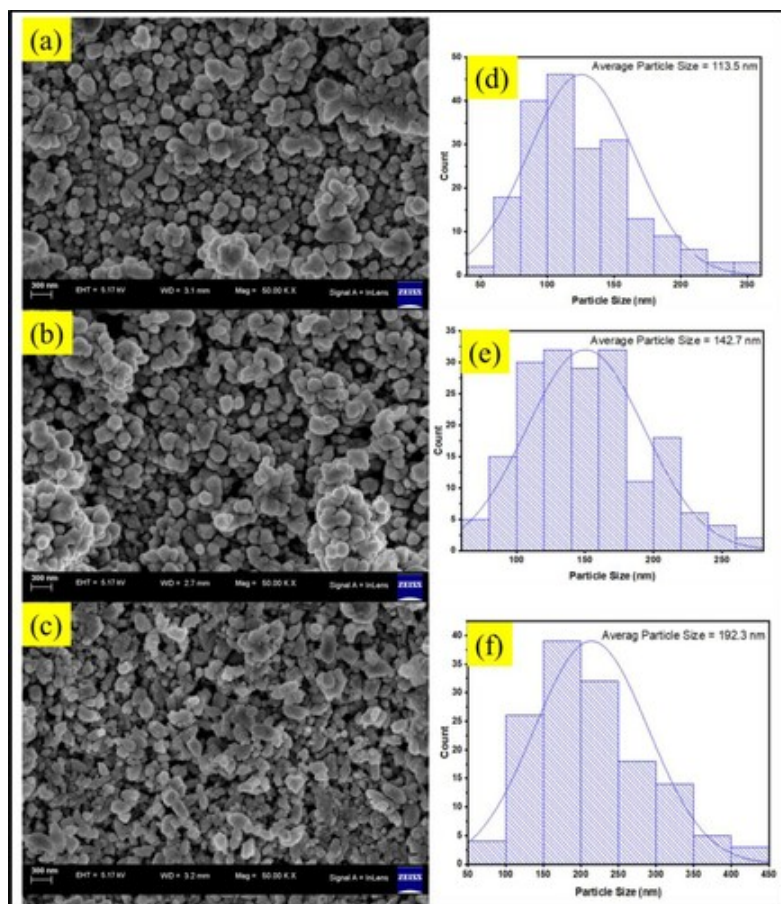 (a)
300 nm EHT = 5.17 kV WD = 3.1 mm Mag = 50.00 K X Signal A = InLens ZEISS
(d)
Average Particle Size = 113.5 nm
Count
50
40
30
20
10
0
50 100 150 200 250
Particle Size (nm)
(b)
300 nm EHT = 5.17 kV WD = 2.7 mm Mag = 50.00 K X Signal A = InLens ZEISS
(e)
Average Particle Size = 142.7 nm
Count
35
30
25
20
15
10
5
0
100 150 200 250
Particle Size (nm)
(c)
300 nm EHT = 5.17 kV WD = 3.2 mm Mag = 50.00 K X Signal A = InLens ZEISS
(f)
Averag Particle Size = 192.3 nm
Count
40
35
30
25
20
15
10
5
0
50 100 150 200 250 300 350 400 450
Particle Size (nm)